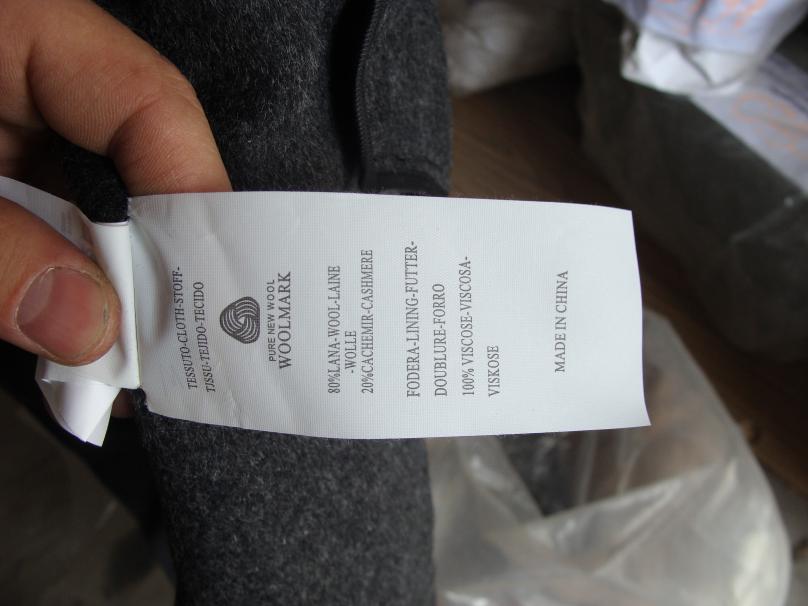 TESSUTO-CLOTH-STOFF-
TJSSU-TEJIDO-TECIDO
PURE NEW WOOL
WOOLMARK
80%LANA-WOOL-LAINE
-WOLLE
20%CACHEMIR-CASHMERE
FODERA-LINING-FUTTER-
DOUBLURE-FORRO
100% VISCOSE-VISCOSA-
VISKOSE
MADE IN CHINA